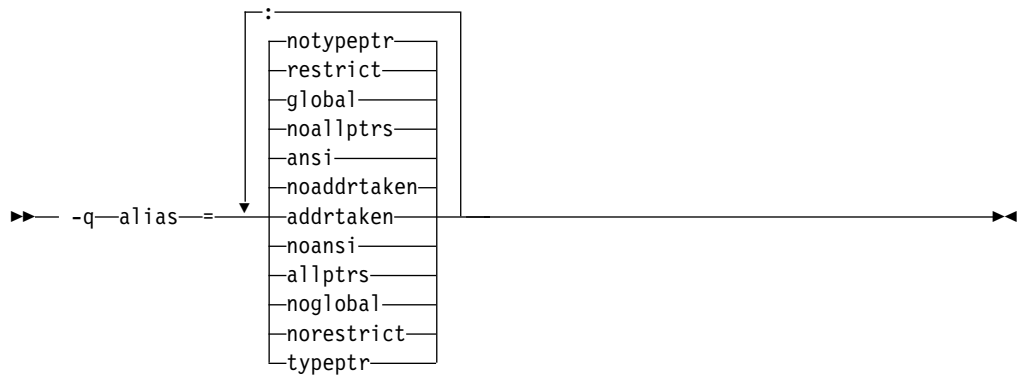 :
notypeptr
restrict
global
noallptrs
ansi
noaddrtaken
-q alias = addrtaken
noansi
allptrs
noglobal
norestrict
typeptr